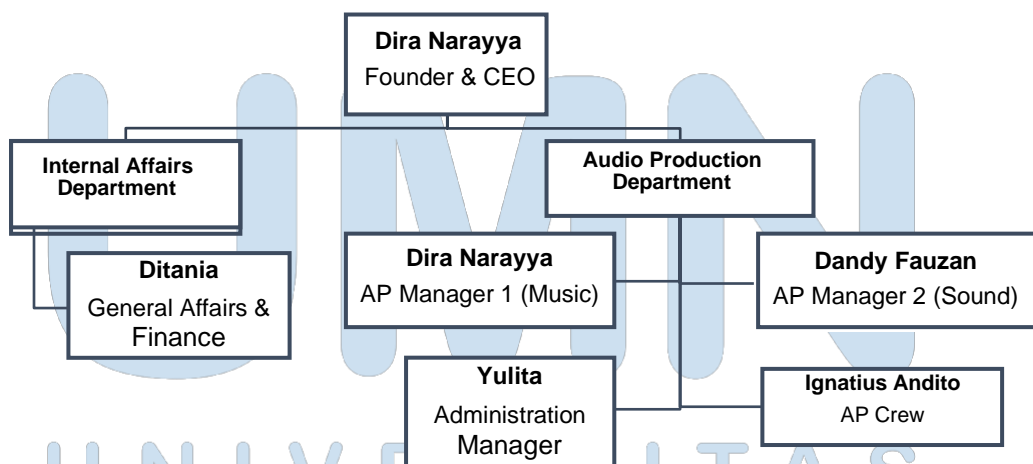 Dira Narayya
Founder & CEO
Internal Affairs
Department
Audio Production
Department
Ditania
General Affairs &
Finance
Dira Narayya
AP Manager 1 (Music)
Dandy Fauzan
AP Manager 2 (Sound)
Yulita
Administration
Manager
Ignatius Andito
AP Crew
UMN